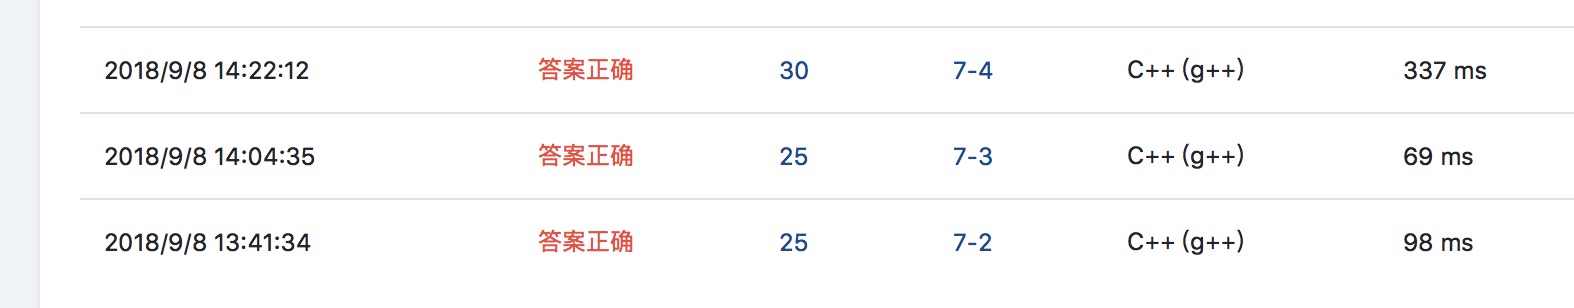 2018/9/8 14:22:12 答案正确 30 7-4 C++ (g++) 337 ms
2018/9/8 14:04:35 答案正确 25 7-3 C++ (g++) 69 ms
2018/9/8 13:41:34 答案正确 25 7-2 C++ (g++) 98 ms